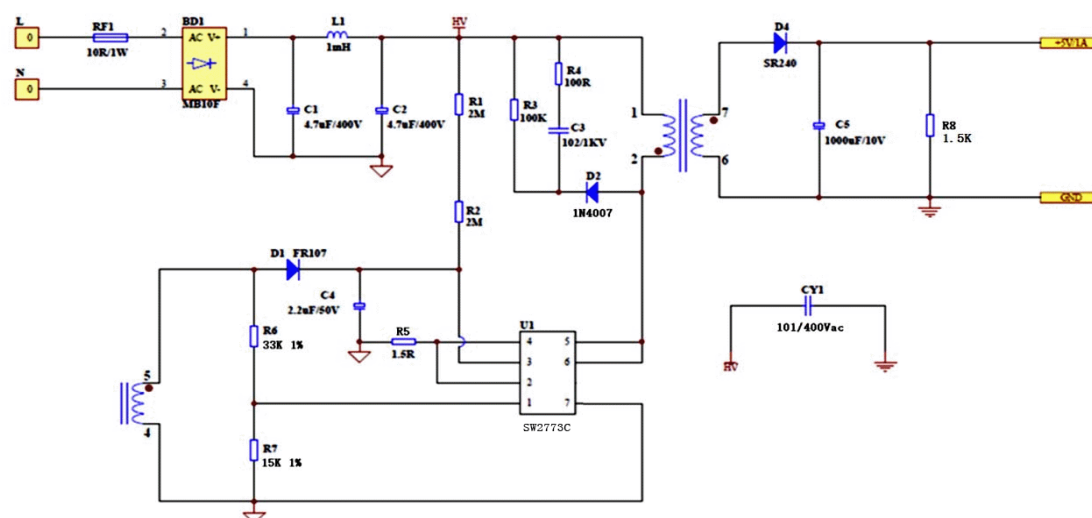 L
0
RF1
10R/1W
N
0
BD1
2
AC V+
1
3
AC V-
4
MB10F
L1
1mH
C1
4.7uF/400V
C2
4.7uF/400V
HV
R1
2M
R2
2M
R3
100K
R4
100R
C3
102/1KV
D2
1N4007
1
2
7
6
D4
SR240
C5
1000uF/10V
R8
1.5K
+5V/1A
GND
D1 FR107
C4
2.2uF/50V
R5
1.5R
R6
33K 1%
R7
15K 1%
5
4
U1
4
5
3
6
2
1
7
SW2773C
CY1
101/400Vac
HV